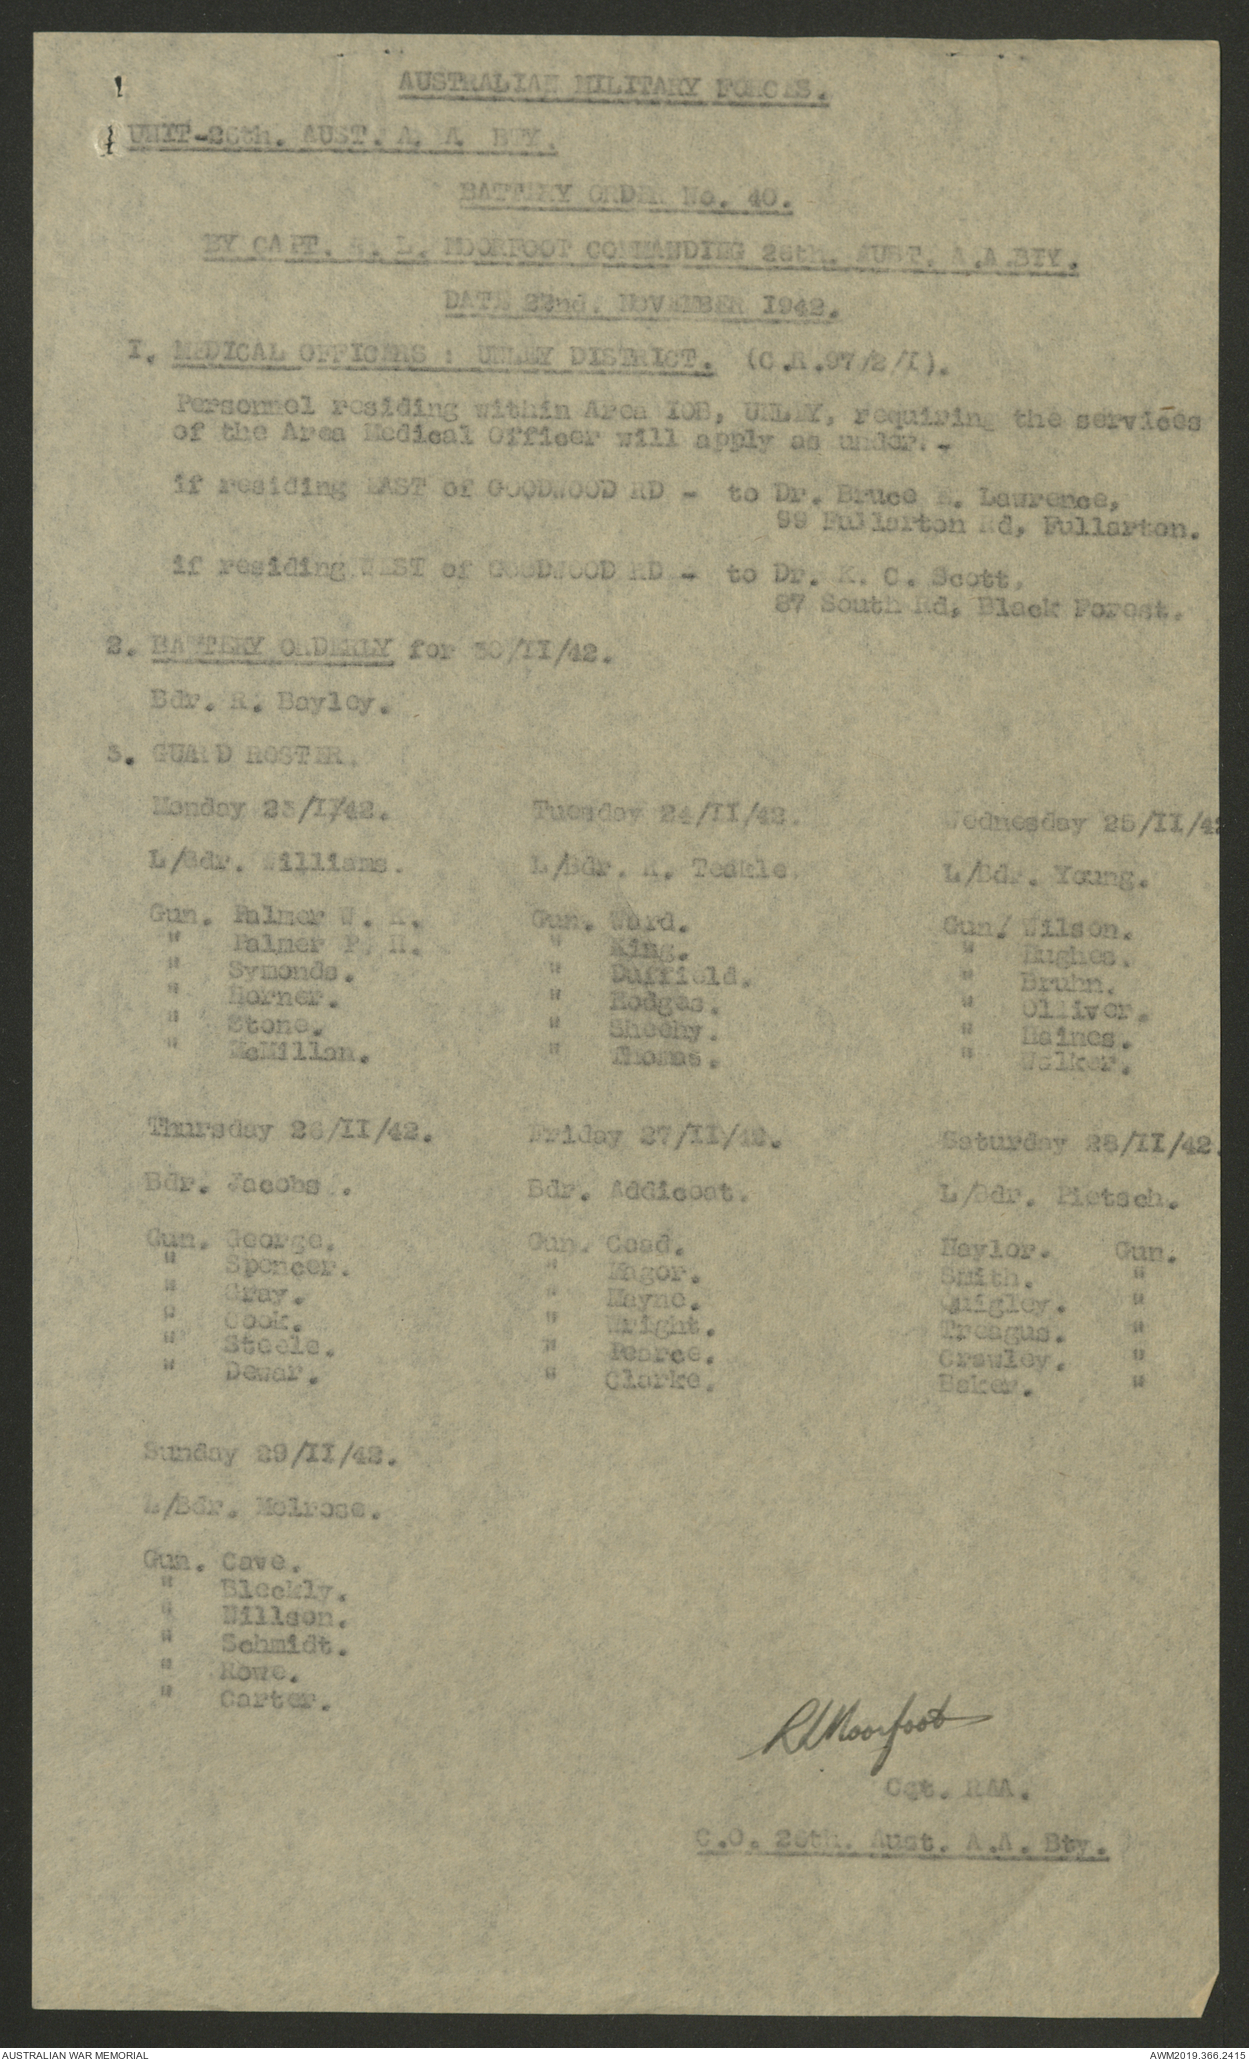 AUSTRALIAN MILITARY FORCES.
UNIT-26th. AUST. A. A. BTY.
BATTERY ORDER No. 40.
BY CAPT. R. L. MOORFOOT COMMANDING 26th. AUST. A.A.BTY.
DATE 22nd. NOVEMBER 1942.
I. MEDICAL OFFICERS : UNLEY DISTRICT. (C.R.97/2/I).
Personnel residing within Area IOB, UNLEY, requiring the services
of the Area Medical Officer will apply as under:-
if residing EAST of GOODWOOD RD - to Dr. Bruce Lawrence,
99 Fullarton Rd, Fullarton.
if residing WEST of GOODWOOD RD - to Dr. K. C. Scott,
87 South Rd, Black Forest.
2. BATTERY ORDERLY for 30/II/42.
Bdr. R. Bayley.
3. GUARD ROSTER.
Monday 23/II/42. Tuesday 24/II/42. Wednesday 25/II/42
L/Bdr. Williams. L/Bdr. K. Teakle. L/Bdr. Young.
Gun. Palmer W. K. Gun. Ward. Gun/ Wilson.
" Palmer P. H. " King. " Hughes.
" Symonds. " Duffield. " Bruhn.
" Horner. " Hodges. " Olliver.
" Stone. " Sheehy. " Haines.
" McMillan. " Thomas. " Walker.
Thursday 26/II/42. Friday 27/II/42. Saturday 28/II/42.
Bdr. Jacobs . Bdr. Addicoat. L/Bdr. Pietsch.
Gun. George. Gun. Coad. Naylor. Gun.
" Spencer. " Magor. Smith. "
" Gray. " Mayne. Quigley. "
" Cook. " Wright. Treagus. "
" Steele. " Pearce. Crawley. "
" Dewar. " Clarke. Baker. "
Sunday 29/II/42.
L/Bdr. Melrose.
Gun. Cave.
" Bleckly.
" Willson.
" Schmidt.
" Rowe.
" Carter.
RLMoorfoot
Cpt. RAA.
C.O. 26th. Aust. A.A. Bty.
AUSTRALIAN WAR MEMORIAL AWM2019.366.2415